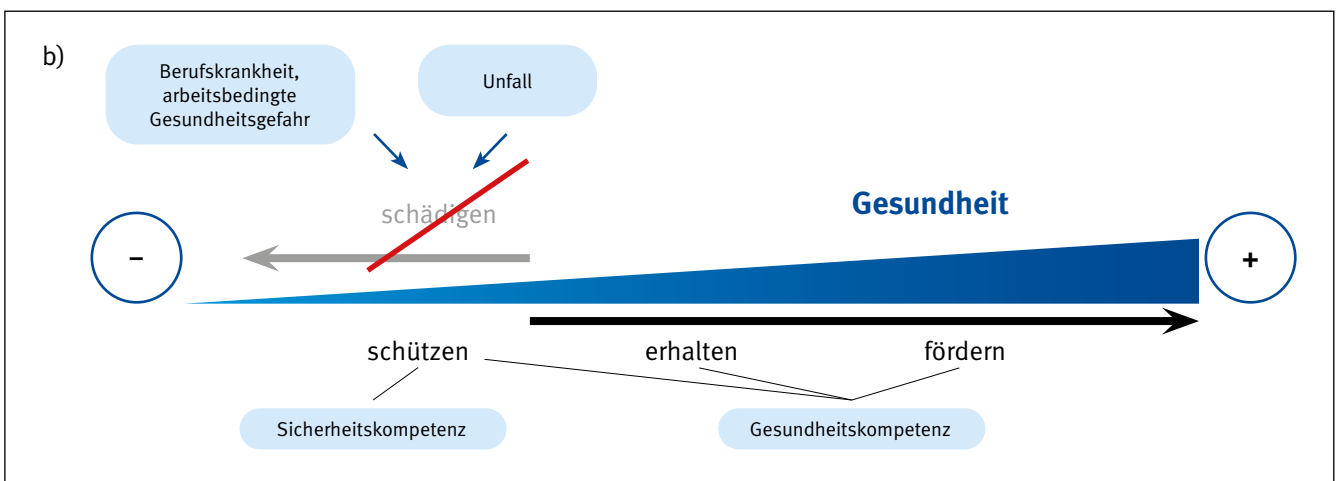 b)
Berufskrankheit,
arbeitsbedingte
Gesundheitsgefahr
Unfall
schädigen
Gesundheit
–
+
schützen
erhalten
fördern
Sicherheitskompetenz
Gesundheitskompetenz